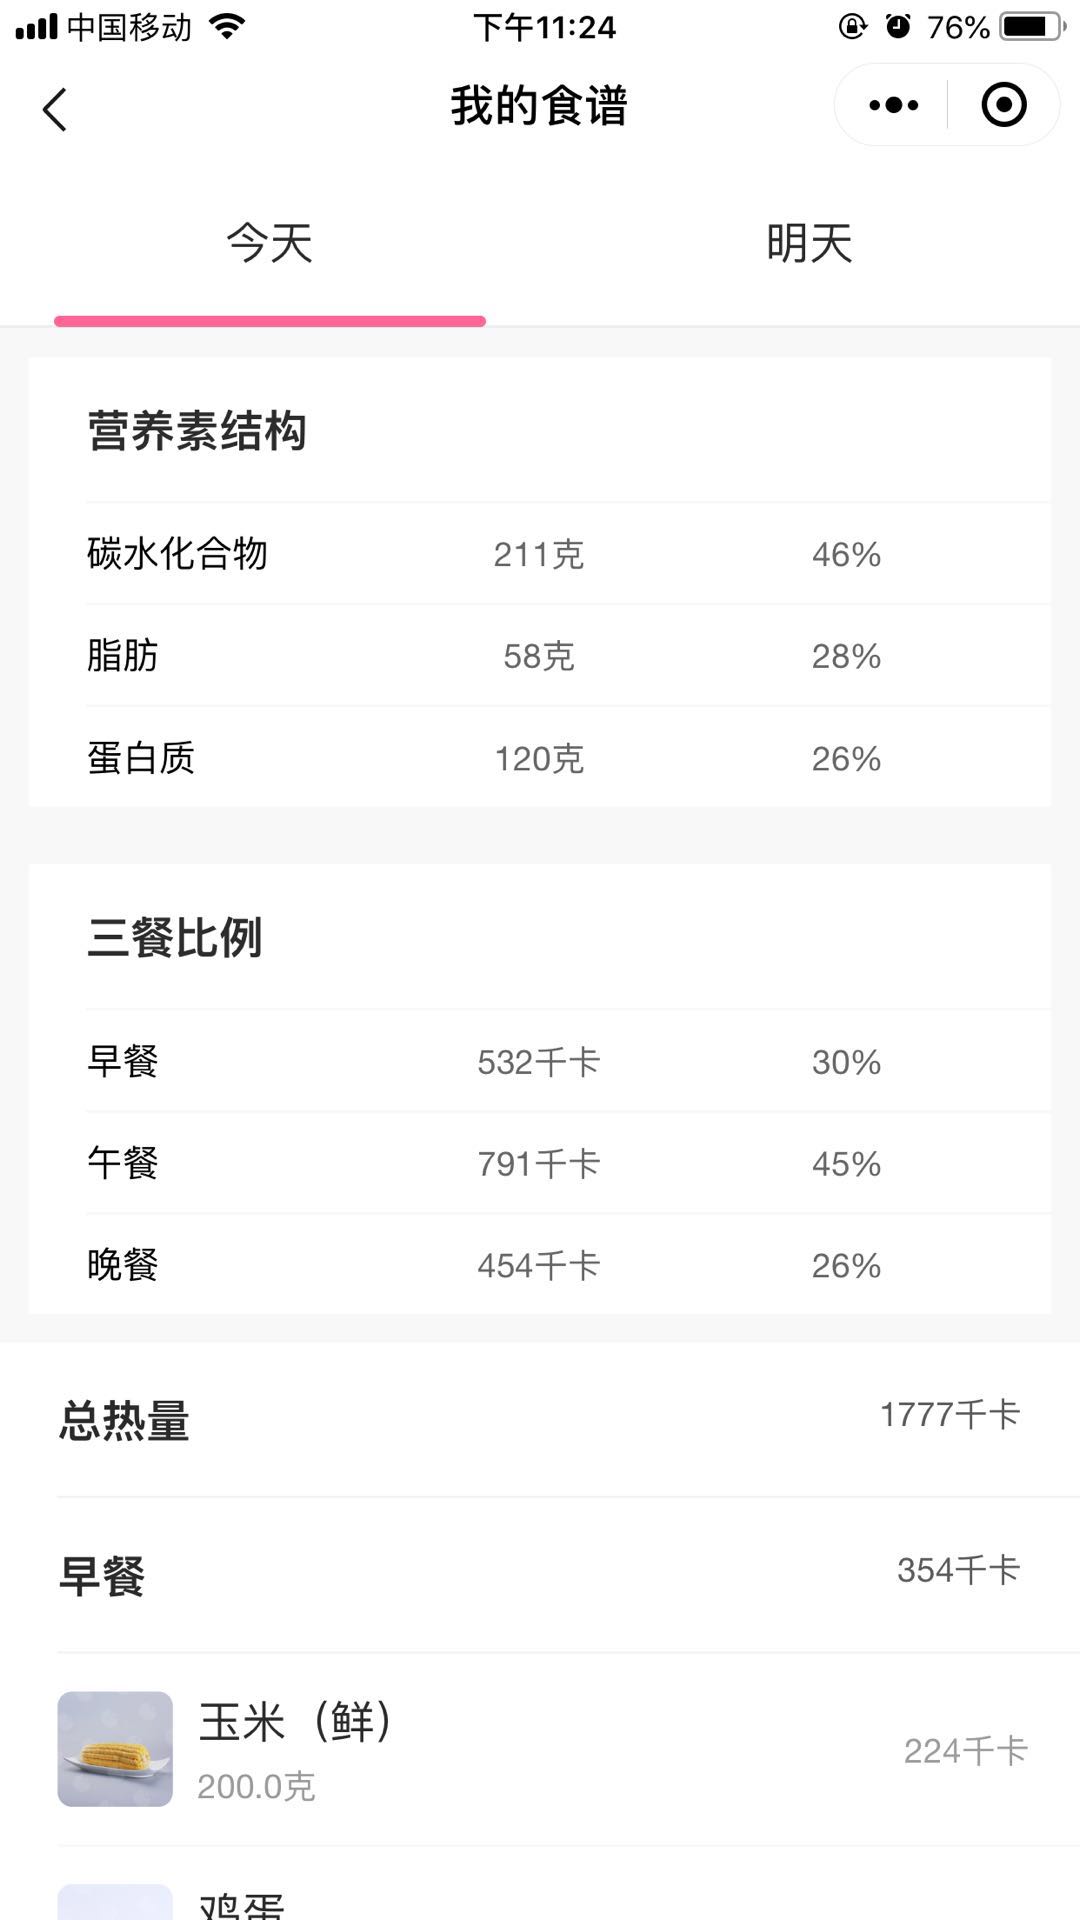 中国移动 下午11:24 76%
我的食谱
今天 明天
营养素结构
碳水化合物 211克 46%
脂肪 58克 28%
蛋白质 120克 26%
三餐比例
早餐 532千卡 30%
午餐 791千卡 45%
晚餐 454千卡 26%
总热量 1777千卡
早餐 354千卡
玉米（鲜）
200.0克 224千卡
鸡蛋